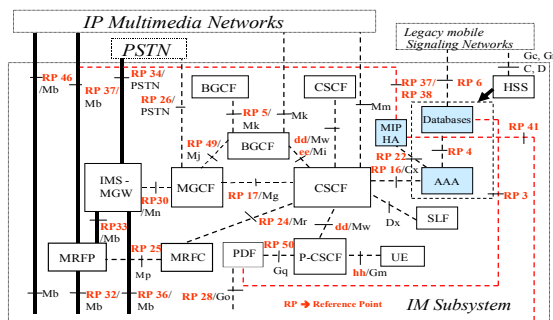 IP Multimedia Networks
Legacy mobile
Signaling Networks
PSTN
RP 46
/Mb
RP 37/
Mb
RP 34/
PSTN
RP 26/
PSTN
BGCF
CSCF
RP 37/
RP 38
RP 6
HSS
C, D
Mm
RP 5/
Mk
Mk
MIP
HA
Databases
RP 41
RP 49/
Mj
BGCF
dd/Mw
ee/Mi
RP 22
RP 4
IMS -
MGW
MGCF
CSCF
RP 16/Gx
AAA
RP30
/Mn
RP 17/Mg
RP 3
RP33
/Mb
RP 24/Mr
dd/Mw
Dx
SLF
MRFP
RP 25
Mp
MRFC
PDF
RP 50
Gq
P-CSCF
hh/Gm
UE
Mb
RP 32/
Mb
RP 36/
Mb
RP 28/Go
RP → Reference Point
IM Subsystem